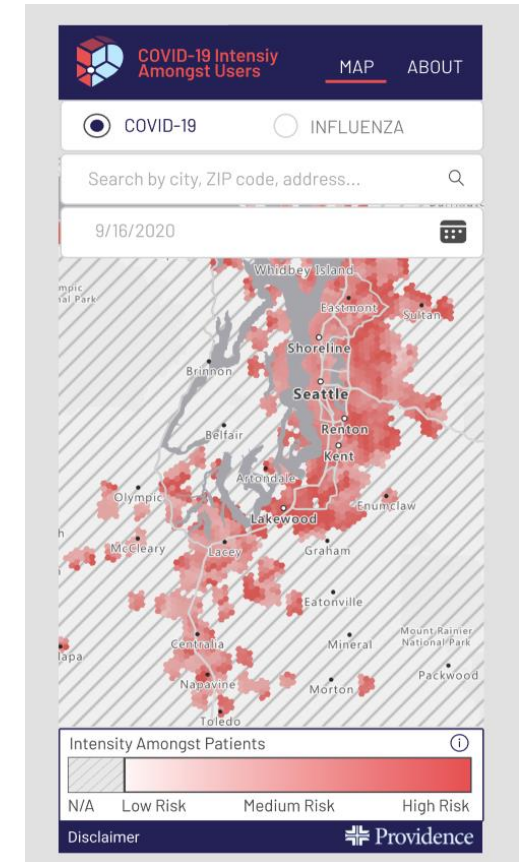 COVID-19 Intensiy
Amongst Users
MAP
ABOUT
COVID-19
INFLUENZA
Search by city, ZIP code, address...
9/16/2020
Whidbey Island
Eastmont
Sultan
Shoreline
Brinnon
Seattle
Belfair
Renton
Kent
Artondale
Olympic
Enumclaw
Lakewood
McCleary
Lacey
Graham
Eatonville
Centralia
Mineral
Mount Rainier
National Park
Napavine
Morton
Packwood
Toledo
Intensity Amongst Patients
N/A Low Risk Medium Risk High Risk
Disclaimer
Providence